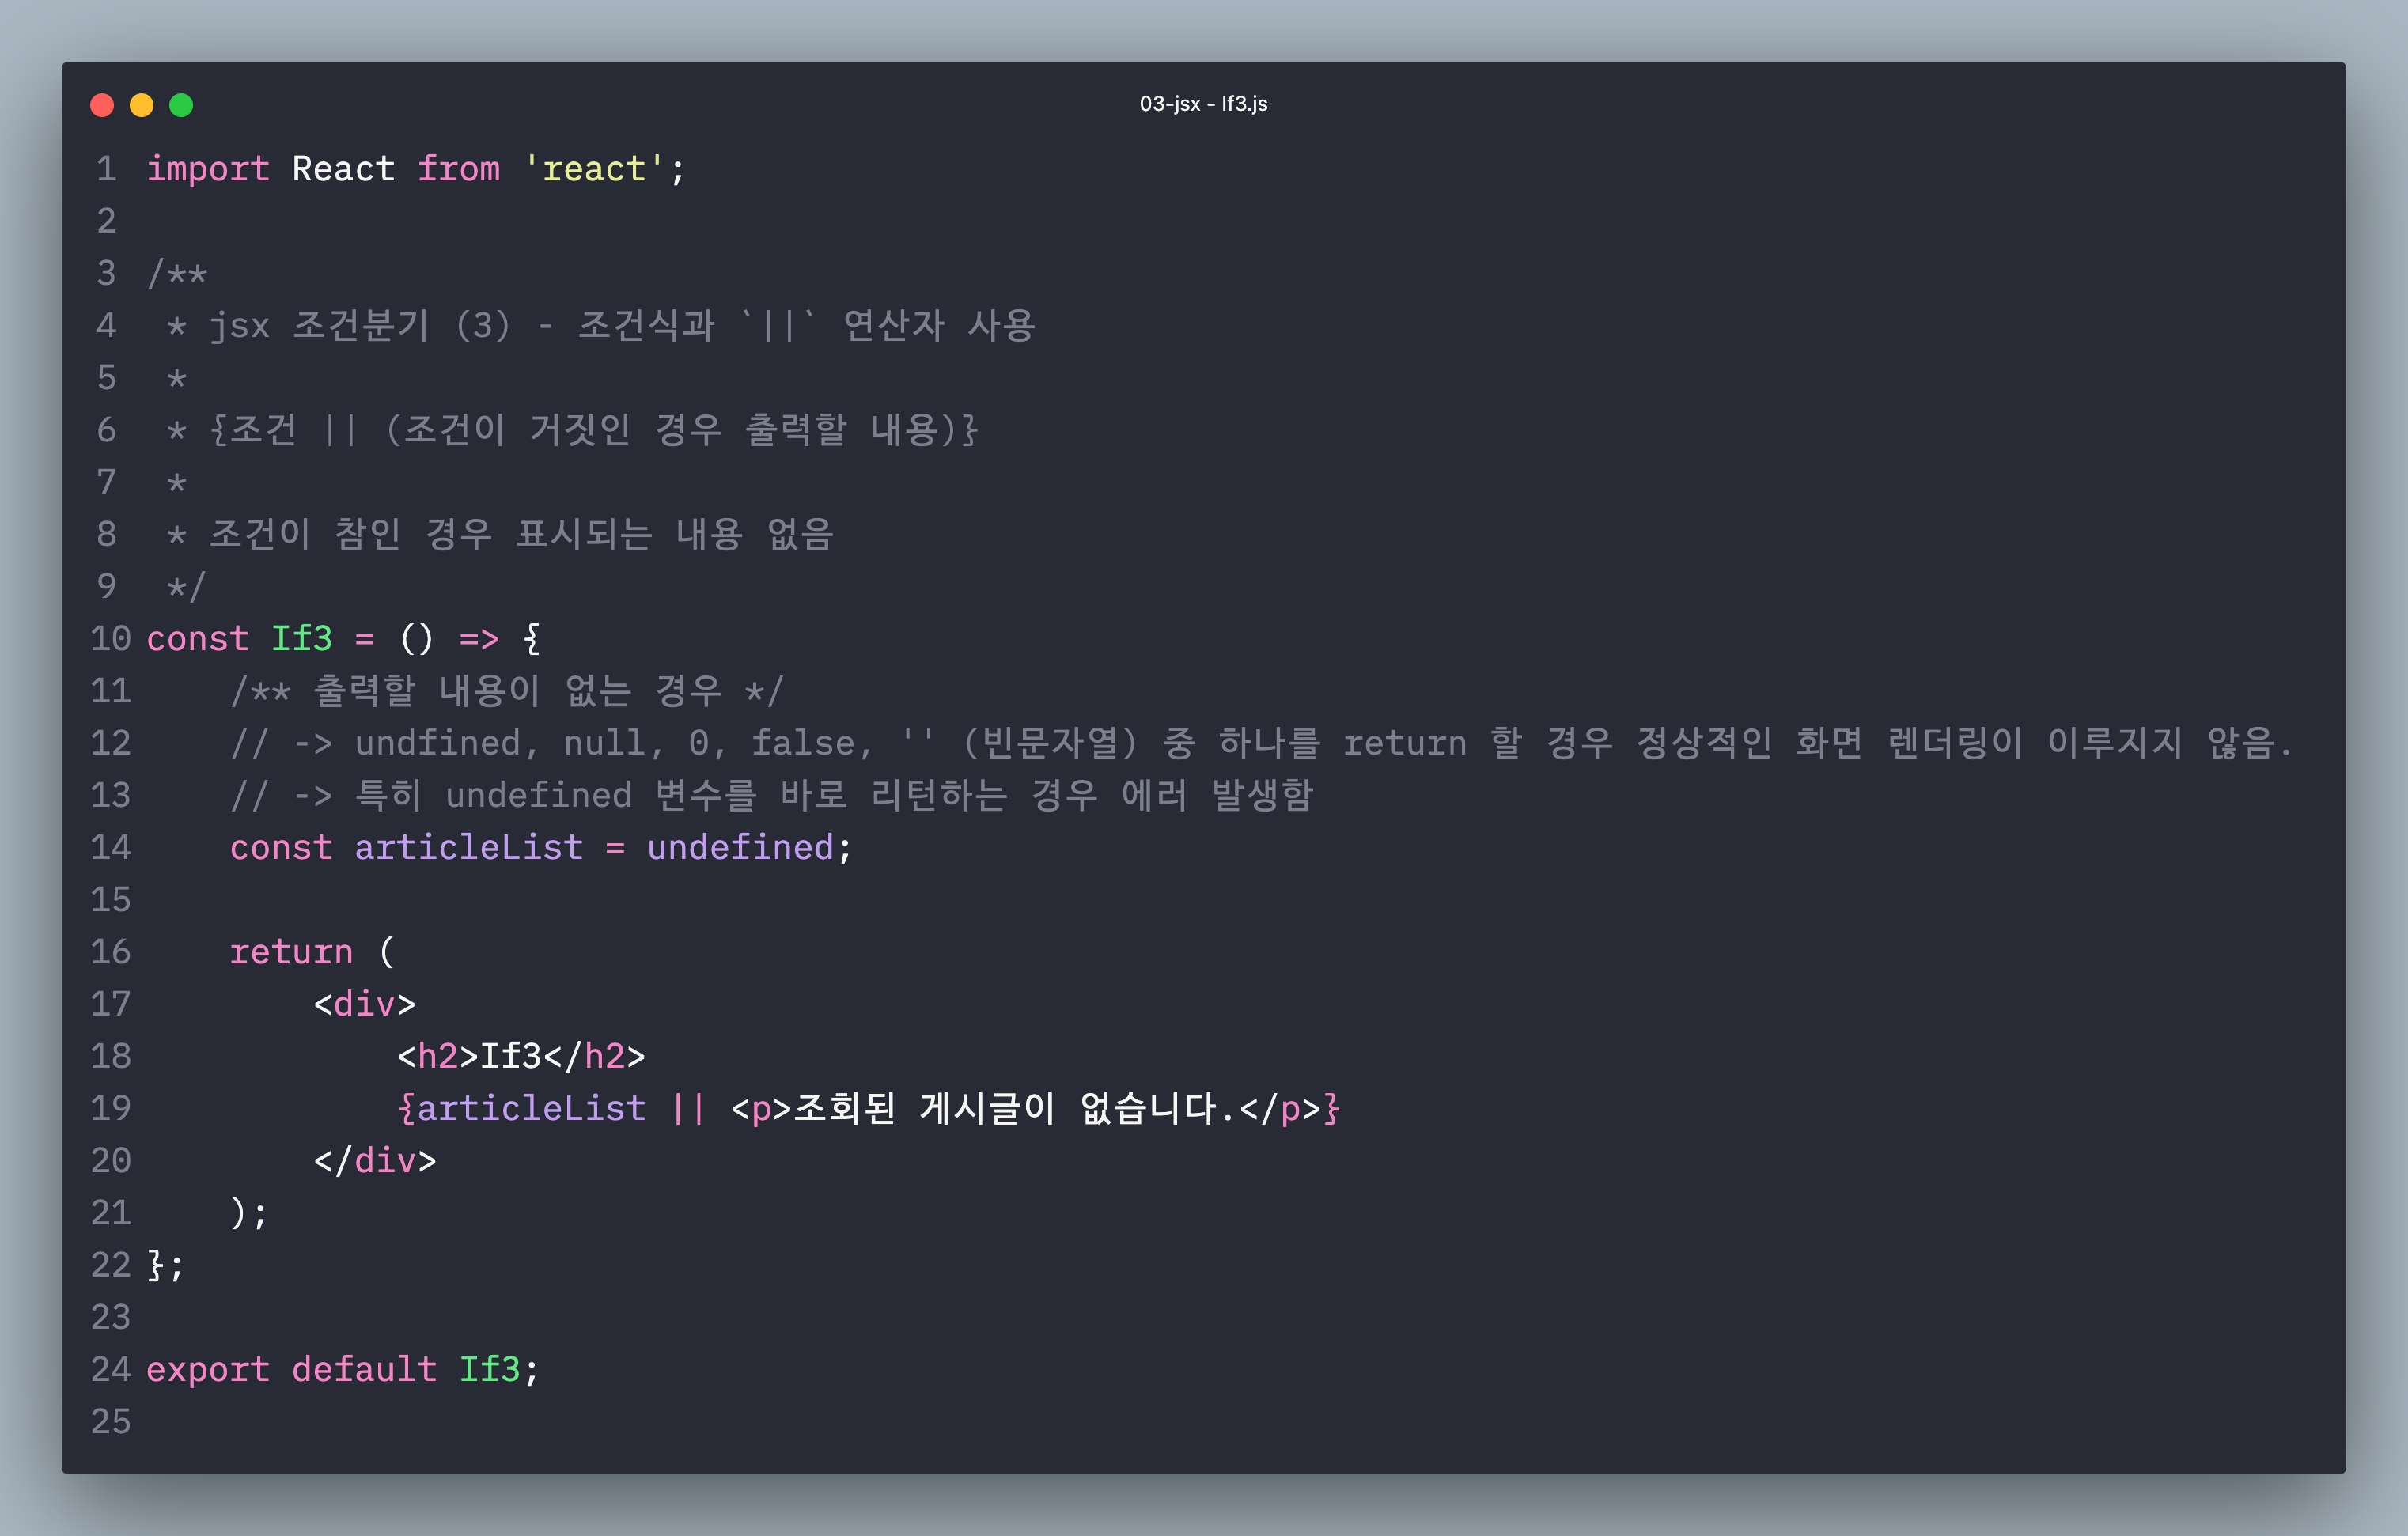 03-jsx - If3.js
1 import React from 'react';
2
3 /**
4  * jsx 조건분기 (3) - 조건식과 `||` 연산자 사용
5  *
6  * {조건 || (조건이 거짓인 경우 출력할 내용)}
7  *
8  * 조건이 참인 경우 표시되는 내용 없음
9  */
10 const If3 = () => {
11     /** 출력할 내용이 없는 경우 */
12     // -> undfined, null, 0, false, '' (빈문자열) 중 하나를 return 할 경우 정상적인 화면 렌더링이 이루지지 않음.
13     // -> 특히 undefined 변수를 바로 리턴하는 경우 에러 발생함
14     const articleList = undefined;
15
16     return (
17         <div>
18             <h2>If3</h2>
19             {articleList || <p>조회된 게시글이 없습니다.</p>}
20         </div>
21     );
22 };
23
24 export default If3;
25